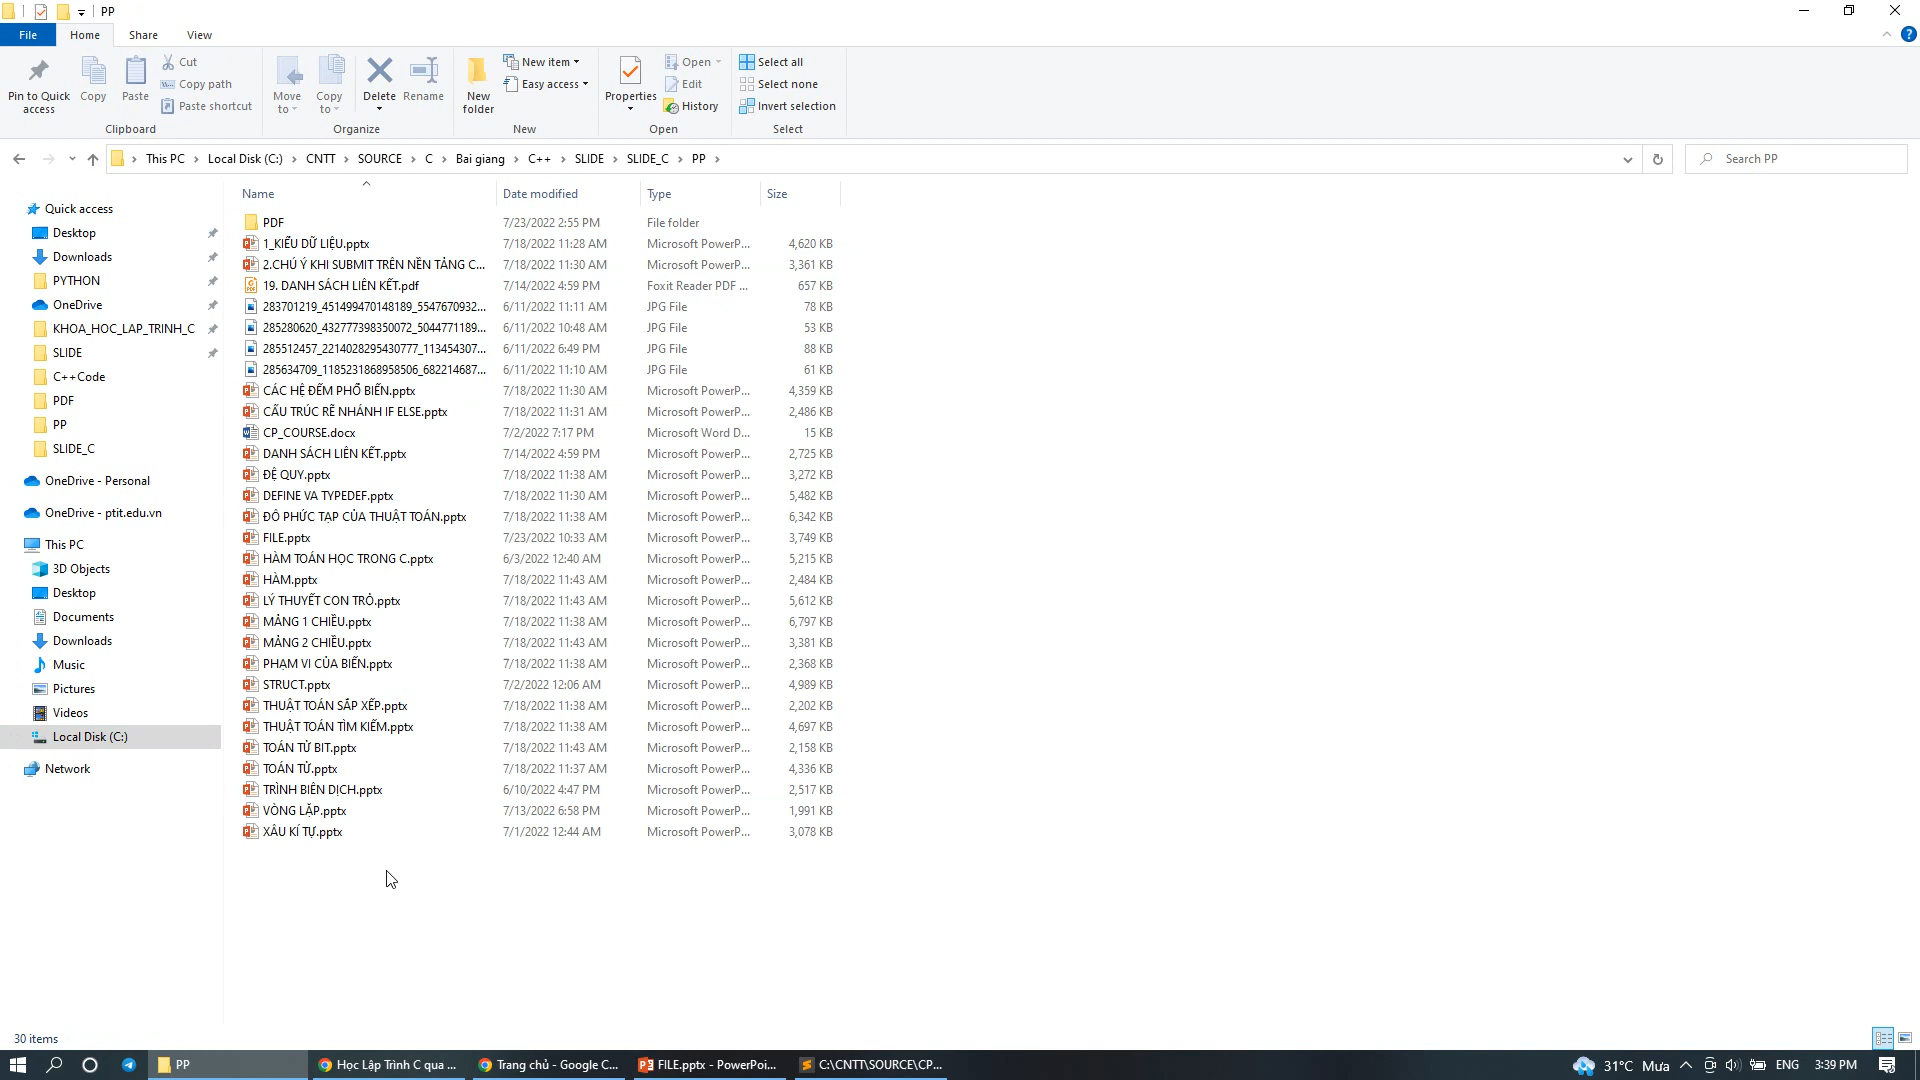 PP
File Home Share View
Pin to Quick access
Copy
Paste
Cut
Copy path
Paste shortcut
Clipboard
Move to
Copy to
Delete
Rename
Organize
New folder
New item
Easy access
New
Properties
Open
Edit
History
Open
Select all
Select none
Invert selection
Select
This PC › Local Disk (C:) › CNTT › SOURCE › C › Bai giang › C++ › SLIDE › SLIDE_C › PP ›
Search PP
Quick access
Desktop
Downloads
PYTHON
OneDrive
KHOA_HOC_LAP_TRINH_C
SLIDE
C++Code
PDF
PP
SLIDE_C
OneDrive - Personal
OneDrive - ptit.edu.vn
This PC
3D Objects
Desktop
Documents
Downloads
Music
Pictures
Videos
Local Disk (C:)
Network
Name Date modified Type Size
PDF 7/23/2022 2:55 PM File folder
1_KIỂU DỮ LIỆU.pptx 7/18/2022 11:28 AM Microsoft PowerP... 4,620 KB
2.CHÚ Ý KHI SUBMIT TRÊN NỀN TẢNG C... 7/18/2022 11:30 AM Microsoft PowerP... 3,361 KB
19. DANH SÁCH LIÊN KẾT.pdf 7/14/2022 4:59 PM Foxit Reader PDF ... 657 KB
283701219_451499470148189_5547670932... 6/11/2022 11:11 AM JPG File 78 KB
285280620_432777398350072_5044771189... 6/11/2022 10:48 AM JPG File 53 KB
285512457_2214028295430777_113454307... 6/11/2022 6:49 PM JPG File 88 KB
285634709_1185231868958506_682214687... 6/11/2022 11:10 AM JPG File 61 KB
CÁC HỆ ĐẾM PHỔ BIẾN.pptx 7/18/2022 11:30 AM Microsoft PowerP... 4,359 KB
CẤU TRÚC RẼ NHÁNH IF ELSE.pptx 7/18/2022 11:31 AM Microsoft PowerP... 2,486 KB
CP_COURSE.docx 7/2/2022 7:17 PM Microsoft Word D... 15 KB
DANH SÁCH LIÊN KẾT.pptx 7/14/2022 4:59 PM Microsoft PowerP... 2,725 KB
ĐỆ QUY.pptx 7/18/2022 11:38 AM Microsoft PowerP... 3,272 KB
DEFINE VA TYPEDEF.pptx 7/18/2022 11:30 AM Microsoft PowerP... 5,482 KB
ĐÔ PHỨC TẠP CỦA THUẬT TOÁN.pptx 7/18/2022 11:38 AM Microsoft PowerP... 6,342 KB
FILE.pptx 7/23/2022 10:33 AM Microsoft PowerP... 3,749 KB
HÀM TOÁN HỌC TRONG C.pptx 6/3/2022 12:40 AM Microsoft PowerP... 5,215 KB
HÀM.pptx 7/18/2022 11:43 AM Microsoft PowerP... 2,484 KB
LÝ THUYẾT CON TRỎ.pptx 7/18/2022 11:43 AM Microsoft PowerP... 5,612 KB
MẢNG 1 CHIỀU.pptx 7/18/2022 11:38 AM Microsoft PowerP... 6,797 KB
MẢNG 2 CHIỀU.pptx 7/18/2022 11:43 AM Microsoft PowerP... 3,381 KB
PHẠM VI CỦA BIẾN.pptx 7/18/2022 11:38 AM Microsoft PowerP... 2,368 KB
STRUCT.pptx 7/2/2022 12:06 AM Microsoft PowerP... 4,989 KB
THUẬT TOÁN SẮP XẾP.pptx 7/18/2022 11:38 AM Microsoft PowerP... 2,202 KB
THUẬT TOÁN TÌM KIẾM.pptx 7/18/2022 11:38 AM Microsoft PowerP... 4,697 KB
TOÁN TỬ BIT.pptx 7/18/2022 11:43 AM Microsoft PowerP... 2,158 KB
TOÁN TỬ.pptx 7/18/2022 11:37 AM Microsoft PowerP... 4,336 KB
TRÌNH BIÊN DỊCH.pptx 6/10/2022 4:47 PM Microsoft PowerP... 2,517 KB
VÒNG LẶP.pptx 7/13/2022 6:58 PM Microsoft PowerP... 1,991 KB
XÂU KÍ TỰ.pptx 7/1/2022 12:44 AM Microsoft PowerP... 3,078 KB
30 items
PP
Học Lập Trình C qua ...
Trang chủ - Google C...
FILE.pptx - PowerPoi...
C:\CNTT\SOURCE\CP...
31°C Mưa
ENG
3:39 PM